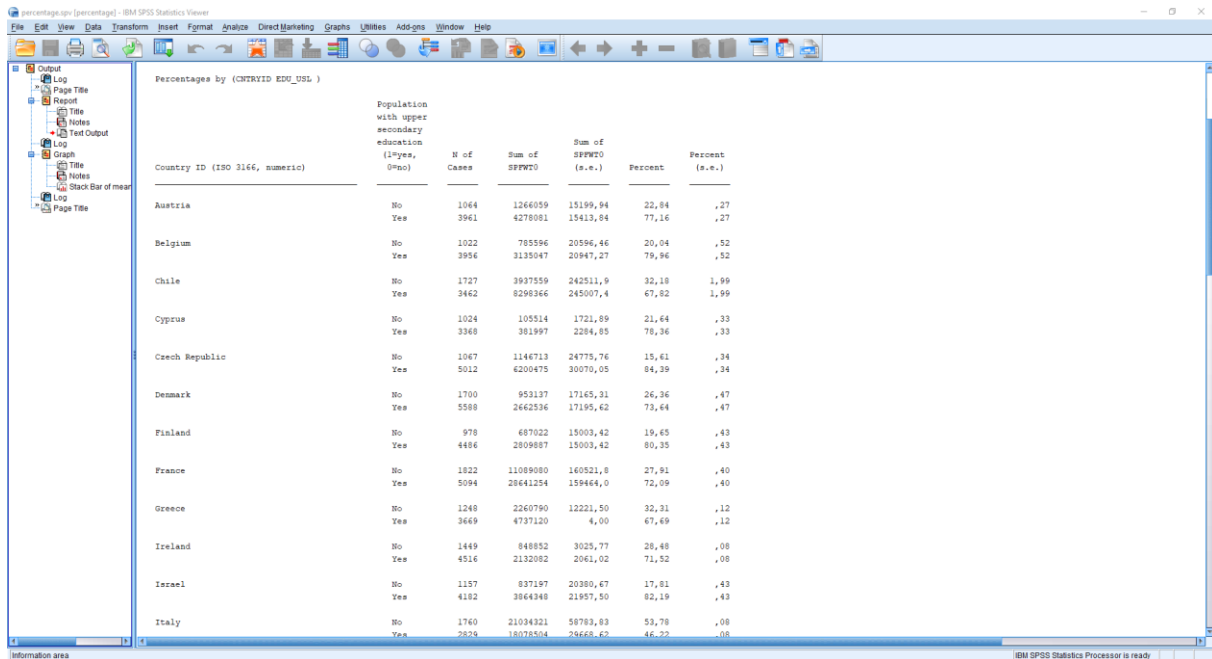 percentage.spv [percentage] - IBM SPSS Statistics Viewer
File Edit View Data Transform Insert Format Analyze Direct Marketing Graphs Utilities Add-ons Window Help
Output
Log
Page Title
Report
Title
Notes
Text Output
Log
Graph
Title
Notes
Stack Bar of mean
Log
Page Title
Percentages by (CNTRYID EDU_USL )
Population
with upper
secondary
education Sum of
(1=yes, N of Sum of SPFWT0 Percent
Country ID (ISO 3166, numeric) 0=no) Cases SPFWT0 (s.e.) Percent (s.e.)
Austria No 1064 1266059 15199,94 22,84 ,27
Yes 3961 4278081 15413,84 77,16 ,27
Belgium No 1022 785596 20596,46 20,04 ,52
Yes 3956 3135047 20947,27 79,96 ,52
Chile No 1727 3937559 242511,9 32,18 1,99
Yes 3462 8298366 245007,4 67,82 1,99
Cyprus No 1024 105514 1721,89 21,64 ,33
Yes 3368 381997 2284,85 78,36 ,33
Czech Republic No 1067 1146713 24775,76 15,61 ,34
Yes 5012 6200475 30070,05 84,39 ,34
Denmark No 1700 953137 17165,31 26,36 ,47
Yes 5588 2662536 17195,62 73,64 ,47
Finland No 978 687022 15003,42 19,65 ,43
Yes 4486 2809887 15003,42 80,35 ,43
France No 1822 11089080 160521,8 27,91 ,40
Yes 5094 28641254 159464,0 72,09 ,40
Greece No 1248 2260790 12221,50 32,31 ,12
Yes 3669 4737120 4,00 67,69 ,12
Ireland No 1449 848852 3025,77 28,48 ,08
Yes 4516 2132082 2061,02 71,52 ,08
Israel No 1157 837197 20380,67 17,81 ,43
Yes 4182 3864348 21957,50 82,19 ,43
Italy No 1760 21034321 58783,83 53,78 ,08
Yes 2829 18078504 29668,62 46,22 ,08
Information area IBM SPSS Statistics Processor is ready